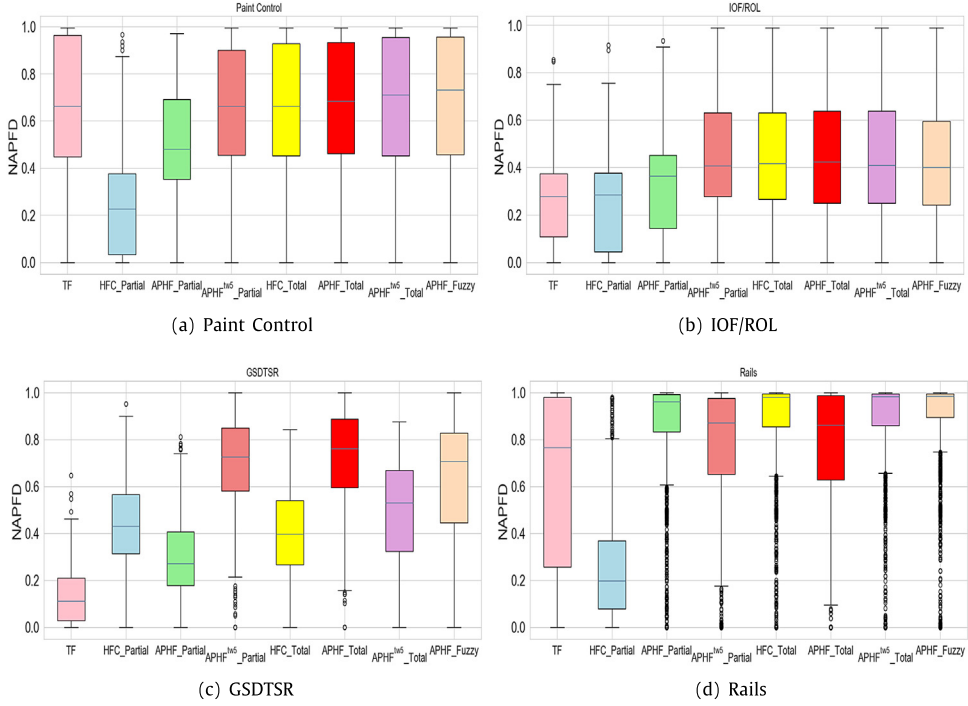 Paint Control
NAPFD
1.0
0.8
0.6
0.4
0.2
0.0
TF HFC_Partial APHF_Partial APHF^tw5_Partial HFC_Total APHF_Total APHF^tw5_Total APHF_Fuzzy
(a) Paint Control
IOF/ROL
NAPFD
1.0
0.8
0.6
0.4
0.2
0.0
TF HFC_Partial APHF_Partial APHF^tw5_Partial HFC_Total APHF_Total APHF^tw5_Total APHF_Fuzzy
(b) IOF/ROL
GSDTSR
NAPFD
1.0
0.8
0.6
0.4
0.2
0.0
TF HFC_Partial APHF_Partial APHF^tw5_Partial HFC_Total APHF_Total APHF^tw5_Total APHF_Fuzzy
(c) GSDTSR
Rails
NAPFD
1.0
0.8
0.6
0.4
0.2
0.0
TF HFC_Partial APHF_Partial APHF^tw5_Partial HFC_Total APHF_Total APHF^tw5_Total APHF_Fuzzy
(d) Rails